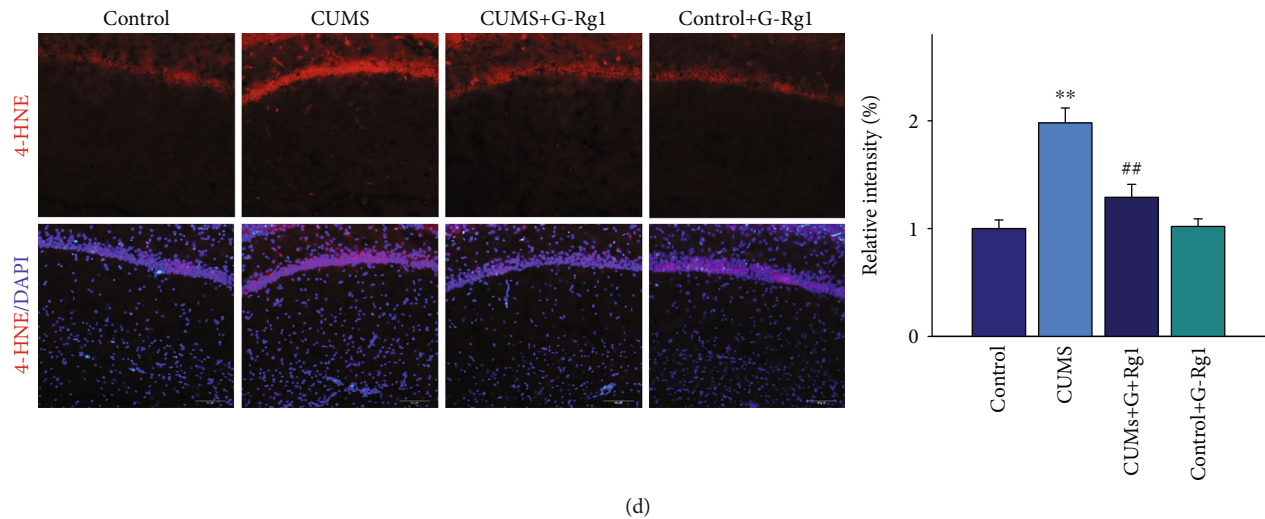 Control
CUMS
CUMS+G-Rg1
Control+G-Rg1
4-HNE
4-HNE/DAPI
Relative intensity (%)
2
1
0
**
##
Control
CUMS
CUMs+G+Rg1
Control+G-Rg1
(d)